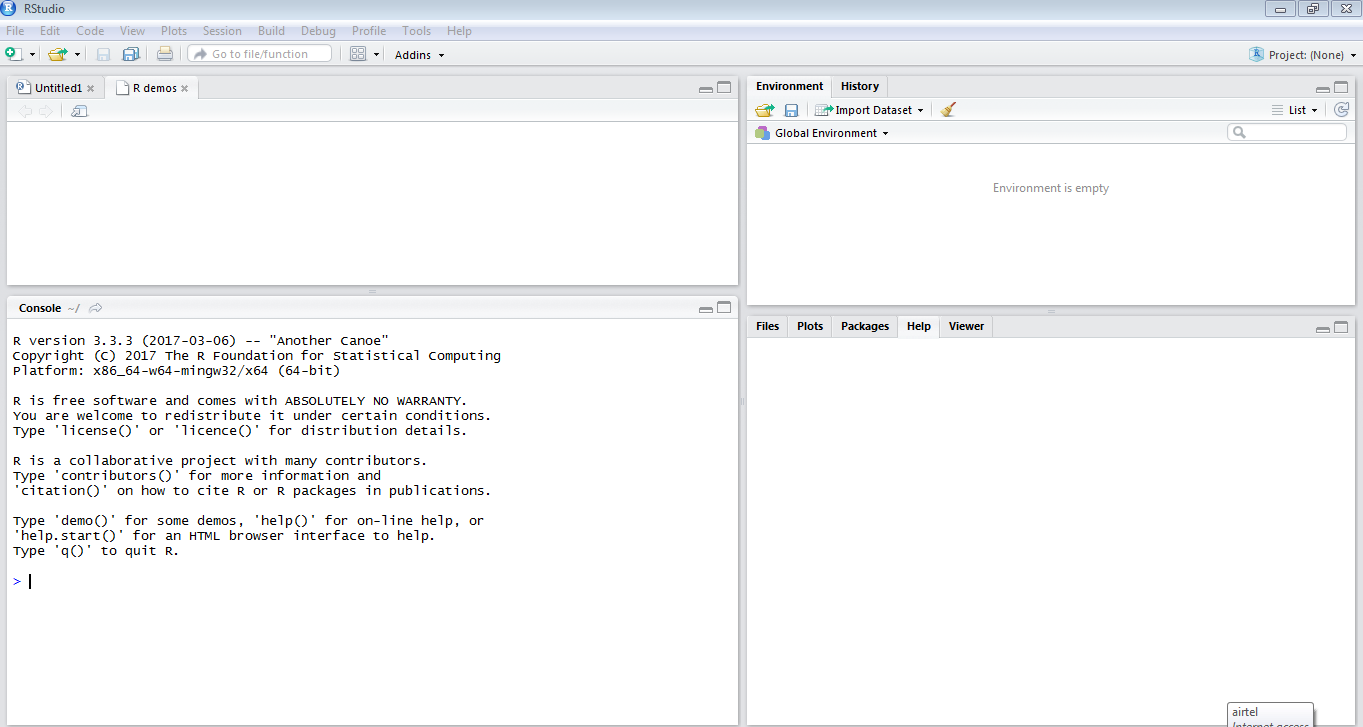 RStudio
File Edit Code View Plots Session Build Debug Profile Tools Help
Go to file/function
Addins
Project: (None)
Untitled1
R demos
Environment History
Import Dataset
List
Global Environment
Environment is empty
Console ~/
R version 3.3.3 (2017-03-06) -- "Another Canoe"
Copyright (C) 2017 The R Foundation for Statistical Computing
Platform: x86_64-w64-mingw32/x64 (64-bit)
R is free software and comes with ABSOLUTELY NO WARRANTY.
You are welcome to redistribute it under certain conditions.
Type 'license()' or 'licence()' for distribution details.
R is a collaborative project with many contributors.
Type 'contributors()' for more information and
'citation()' on how to cite R or R packages in publications.
Type 'demo()' for some demos, 'help()' for on-line help, or
'help.start()' for an HTML browser interface to help.
Type 'q()' to quit R.
>
Files Plots Packages Help Viewer
airtel
Internet access